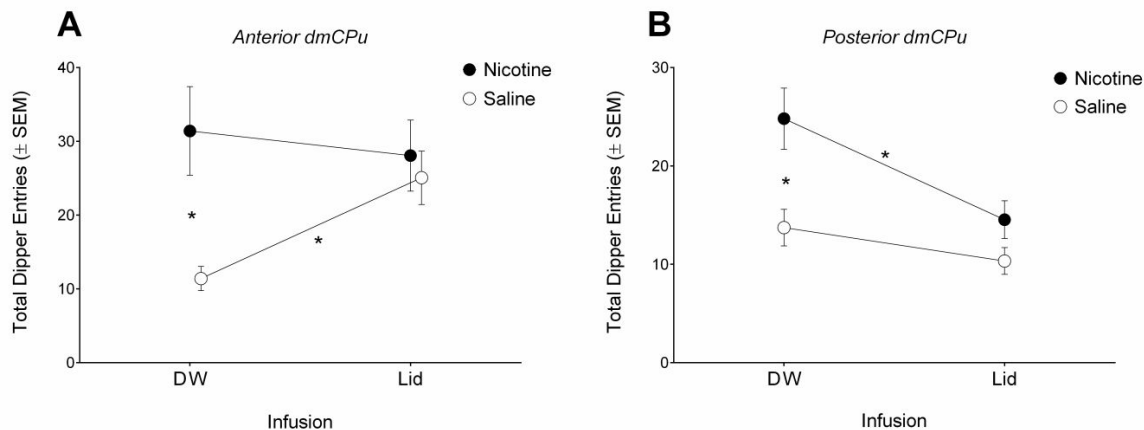 A
Anterior dmCPu
Total Dipper Entries (± SEM)
40
30
20
10
0
Nicotine
Saline
*
*
DW
Lid
Infusion
B
Posterior dmCPu
Total Dipper Entries (± SEM)
30
20
10
0
Nicotine
Saline
*
*
DW
Lid
Infusion